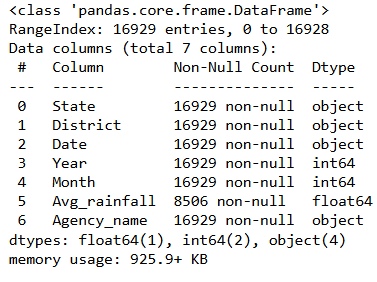 <class 'pandas.core.frame.DataFrame'>
RangeIndex: 16929 entries, 0 to 16928
Data columns (total 7 columns):
 #   Column        Non-Null Count  Dtype
---  ------        --------------  -----
 0   State         16929 non-null  object
 1   District      16929 non-null  object
 2   Date          16929 non-null  object
 3   Year          16929 non-null  int64
 4   Month         16929 non-null  int64
 5   Avg_rainfall  8506 non-null   float64
 6   Agency_name   16929 non-null  object
dtypes: float64(1), int64(2), object(4)
memory usage: 925.9+ KB